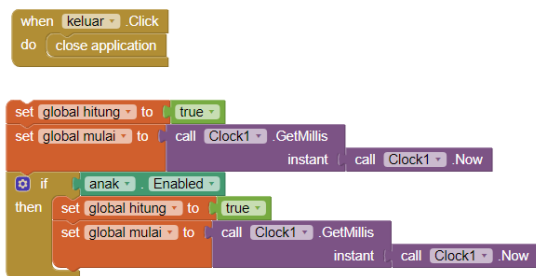 when keluar .Click
do close application
set global hitung to true
set global mulai to call Clock1 .GetMillis
instant call Clock1 .Now
if anak . Enabled
then set global hitung to true
set global mulai to call Clock1 .GetMillis
instant call Clock1 .Now